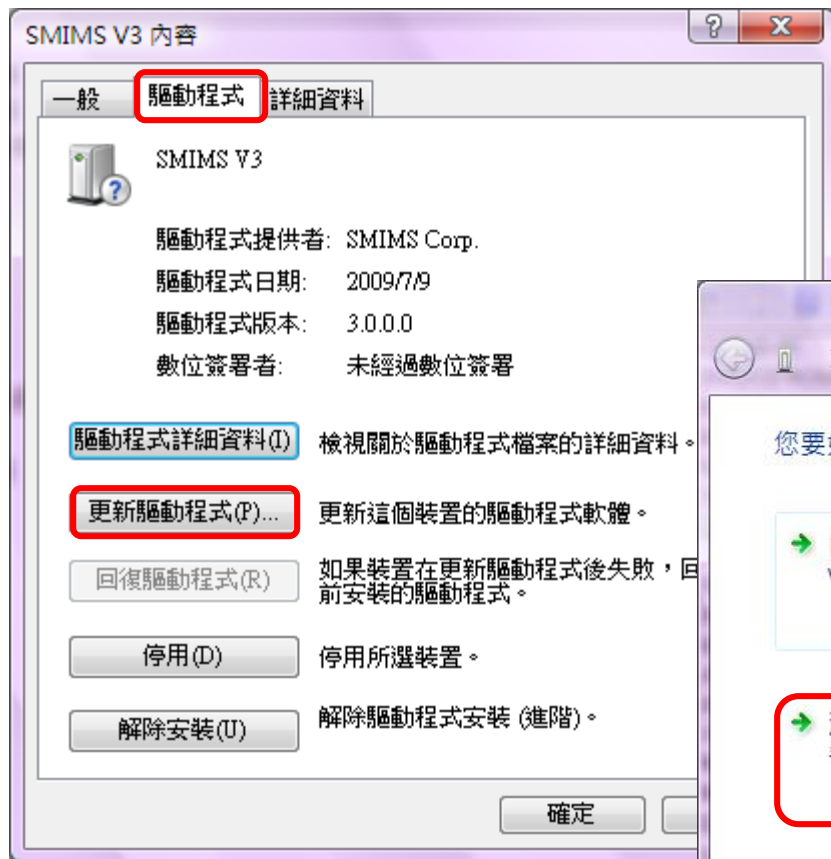 SMIMS V3 內容
一般 驅動程式 詳細資料
SMIMS V3
驅動程式提供者: SMIMS Corp.
驅動程式日期: 2009/7/9
驅動程式版本: 3.0.0.0
數位簽署者: 未經過數位簽署
驅動程式詳細資料(I) 檢視關於驅動程式檔案的詳細資料。
更新驅動程式(P)... 更新這個裝置的驅動程式軟體。
回復驅動程式(R) 如果裝置在更新驅動程式後失敗，回
前安裝的驅動程式。
停用(D) 停用所選裝置。
解除安裝(U) 解除驅動程式安裝 (進階)。
確定
您要